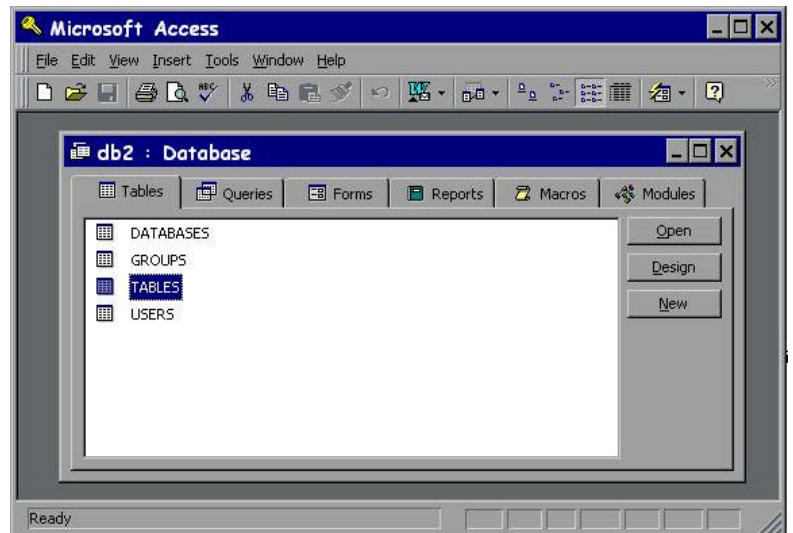 Microsoft Access
File Edit View Insert Tools Window Help
ABC
db2 : Database
Tables Queries Forms Reports Macros Modules
DATABASES
GROUPS
TABLES
USERS
Open
Design
New
Ready